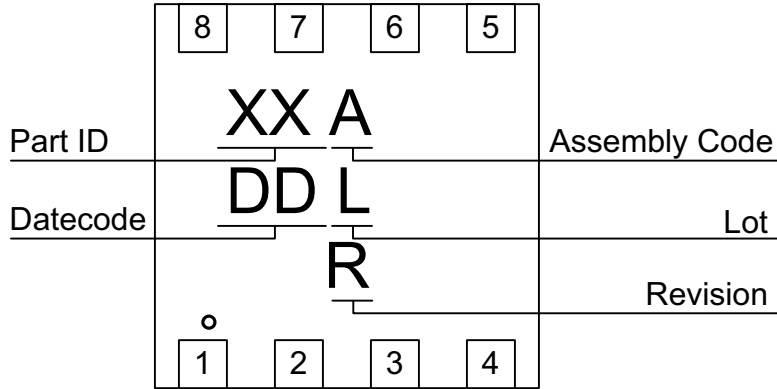 8 7 6 5
XX A
Part ID
Assembly Code
DD L
Datecode
Lot
R
Revision
1 2 3 4